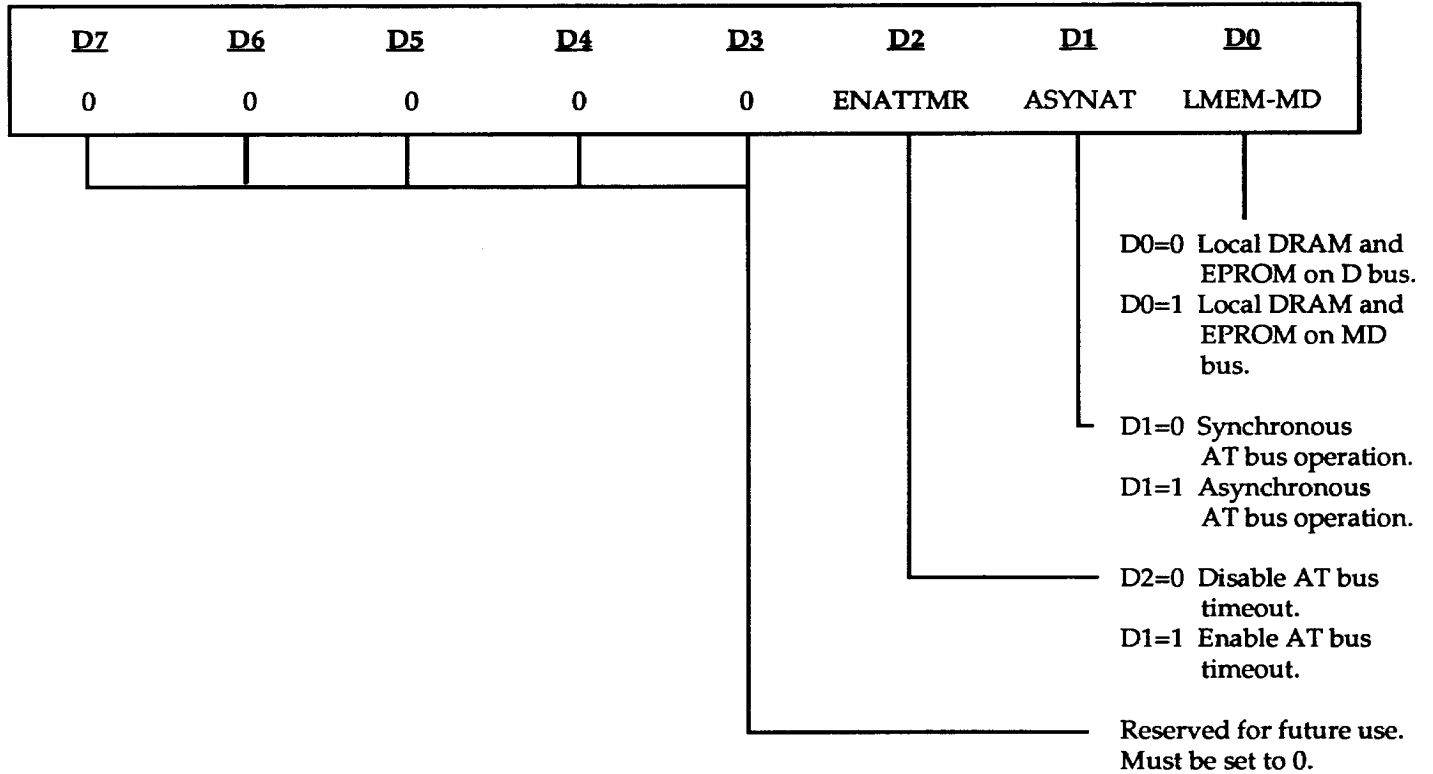 D7 D6 D5 D4 D3 D2 D1 D0
0 0 0 0 0 ENATTMR ASYNAT LMEM-MD
D0=0 Local DRAM and
EPROM on D bus.
D0=1 Local DRAM and
EPROM on MD
bus.
D1=0 Synchronous
AT bus operation.
D1=1 Asynchronous
AT bus operation.
D2=0 Disable AT bus
timeout.
D1=1 Enable AT bus
timeout.
Reserved for future use.
Must be set to 0.